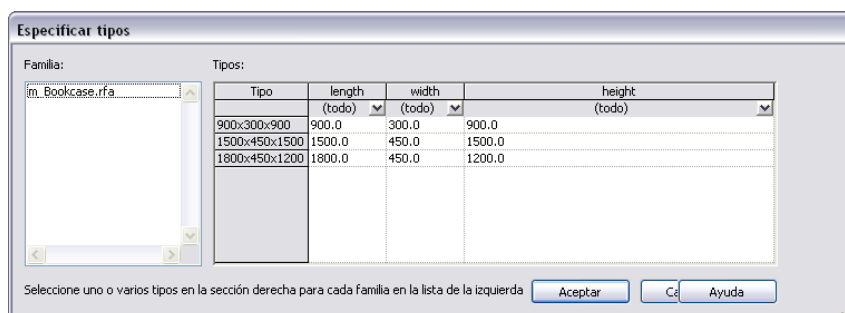 Especificar tipos
Familia:
Tipos:
m_Bookcase.rfa
Tipo length width height
(todo) (todo) (todo)
900x300x900 900.0 300.0 900.0
1500x450x1500 1500.0 450.0 1500.0
1800x450x1200 1800.0 450.0 1200.0
Seleccione uno o varios tipos en la sección derecha para cada familia en la lista de la izquierda
Aceptar Ayuda